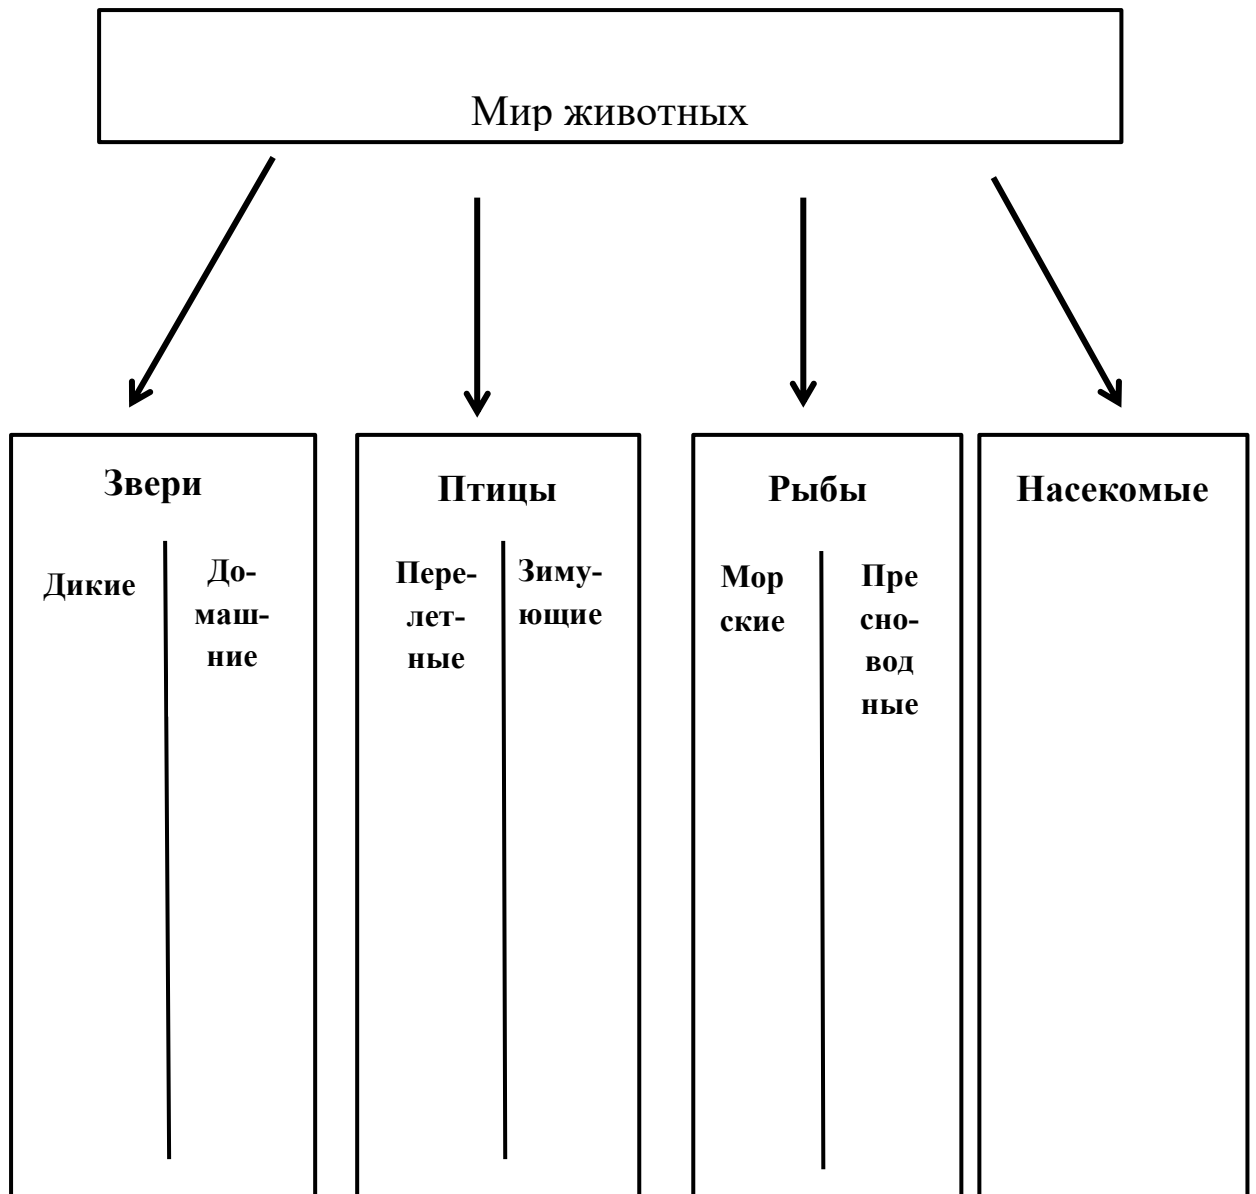 Мир животных
Звери
Дикие
До-
маш-
ние
Птицы
Пере-
лет-
ные
Зиму-
ющие
Рыбы
Мор
ские
Пре
сно-
вод
ные
Насекомые